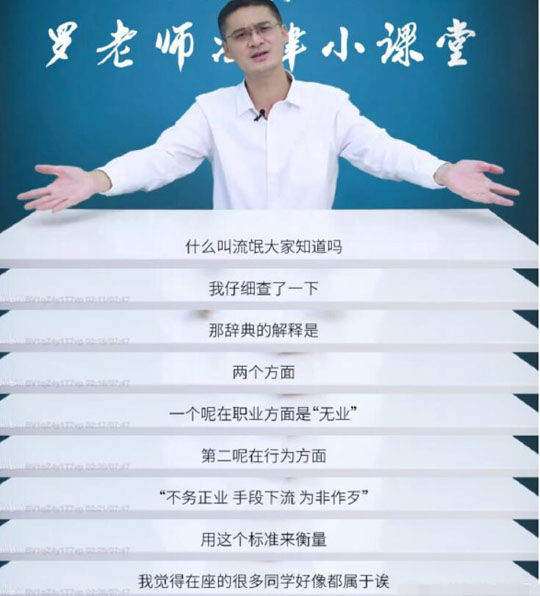 罗老师法律小课堂
什么叫流氓大家知道吗
我仔细查了一下
那辞典的解释是
两个方面
一个呢在职业方面是“无业”
第二呢在行为方面
“不务正业 手段下流 为非作歹”
用这个标准来衡量
我觉得在座的很多同学好像都属于诶